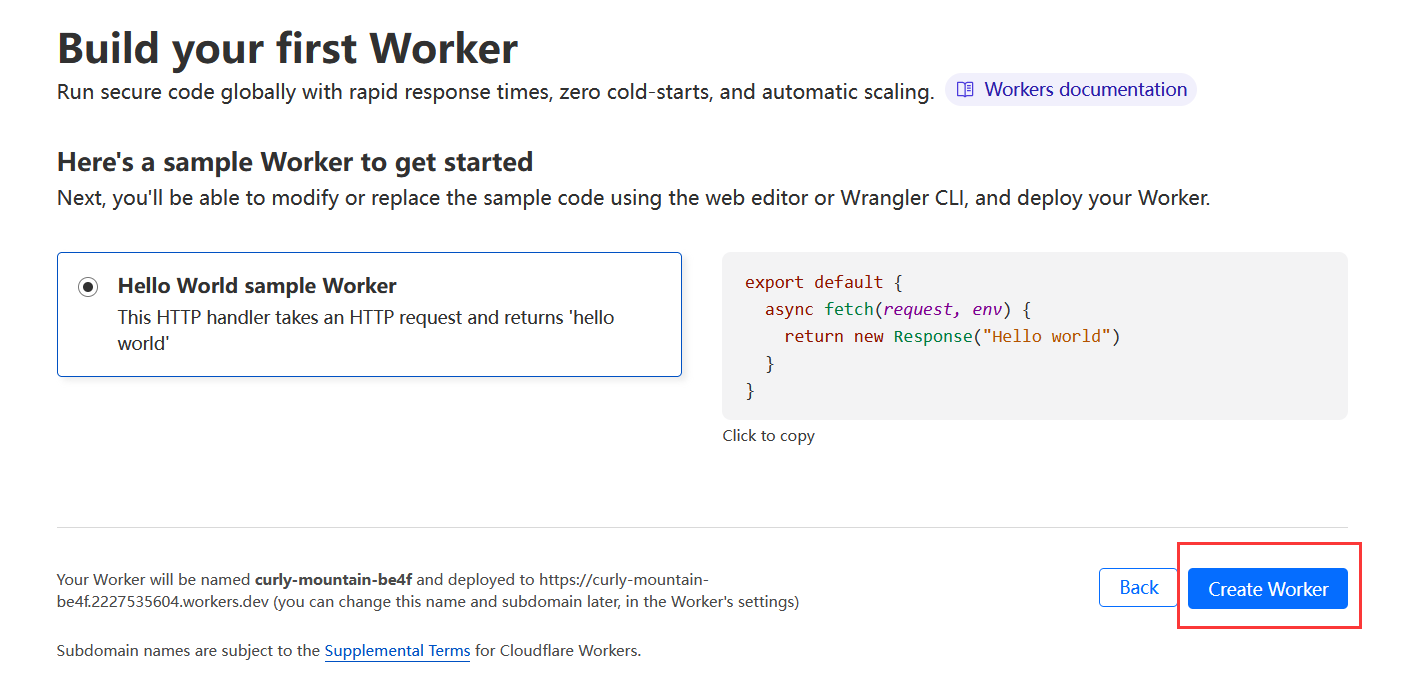 Build your first Worker
Run secure code globally with rapid response times, zero cold-starts, and automatic scaling. Workers documentation
Here's a sample Worker to get started
Next, you'll be able to modify or replace the sample code using the web editor or Wrangler CLI, and deploy your Worker.
Hello World sample Worker
This HTTP handler takes an HTTP request and returns 'hello
world'
export default {
  async fetch(request, env) {
    return new Response("Hello world")
  }
}
Click to copy
Your Worker will be named curly-mountain-be4f and deployed to https://curly-mountain-
be4f.2227535604.workers.dev (you can change this name and subdomain later, in the Worker's settings)
Back
Create Worker
Subdomain names are subject to the Supplemental Terms for Cloudflare Workers.